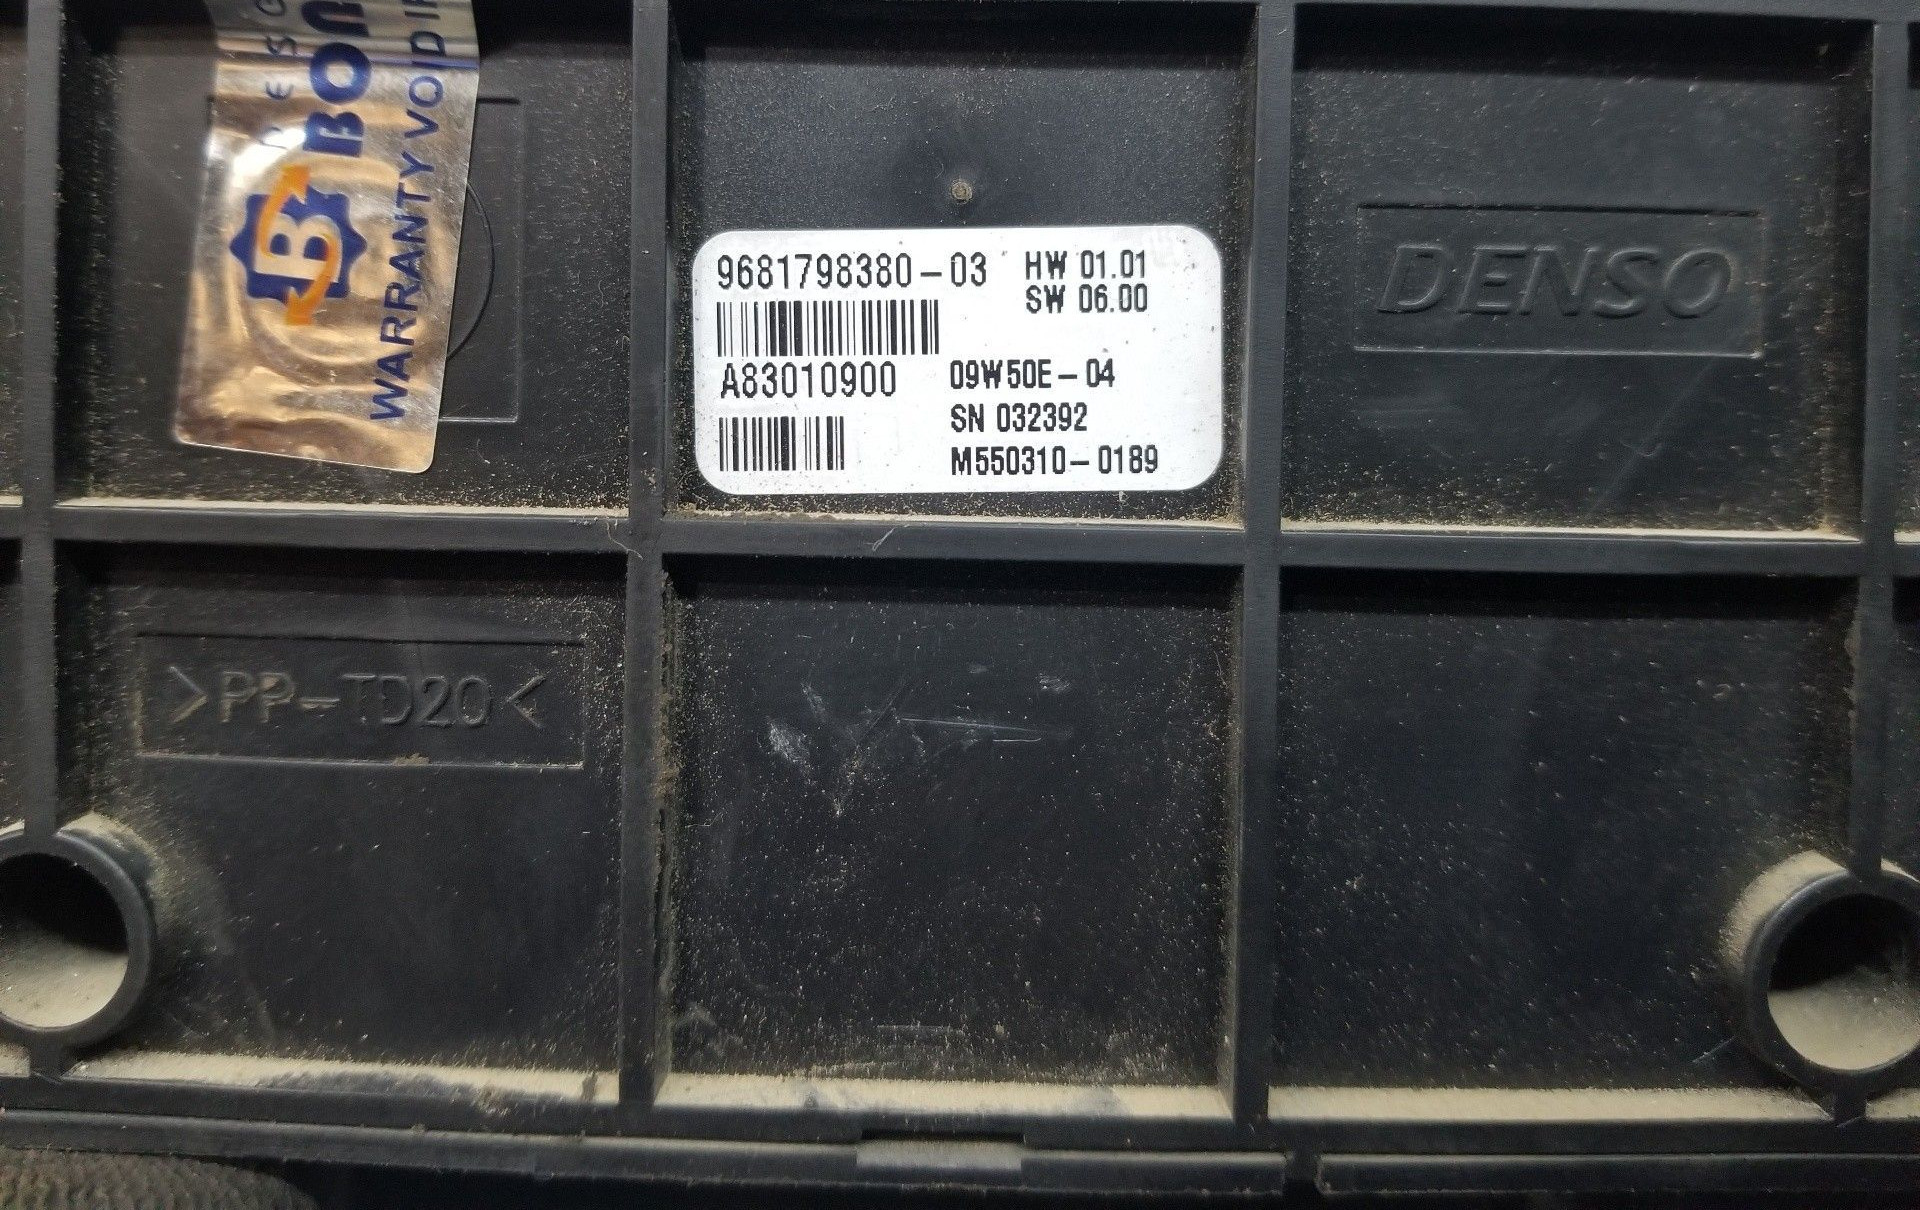 WARRANTY VOID IF
9681798380-03
HW 01.01
SW 06.00
A83010900
09W50E-04
SN 032392
M550310-0189
DENSO
>PP-TD20<